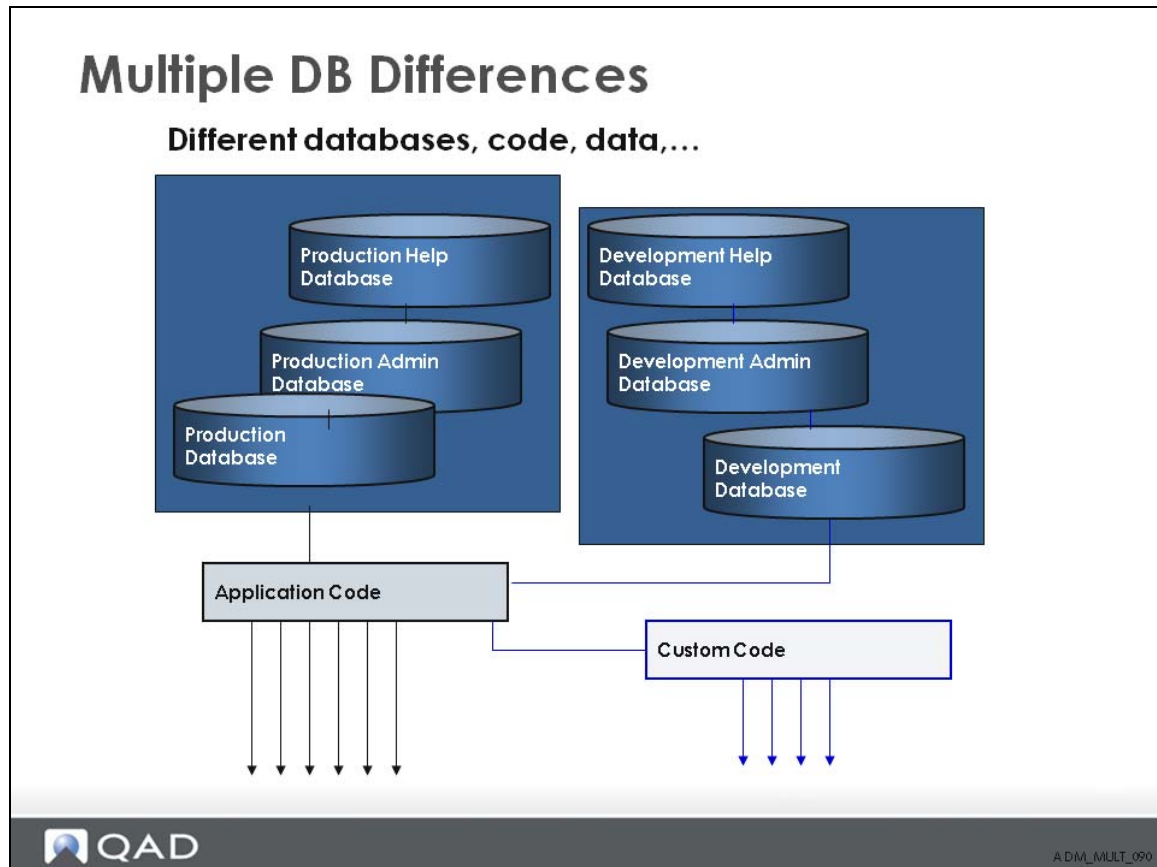 Multiple DB Differences
Different databases, code, data,…
Production Help
Database
Production Admin
Database
Production
Database
Development Help
Database
Development Admin
Database
Development
Database
Application Code
Custom Code
QAD
ADM_MULT_090